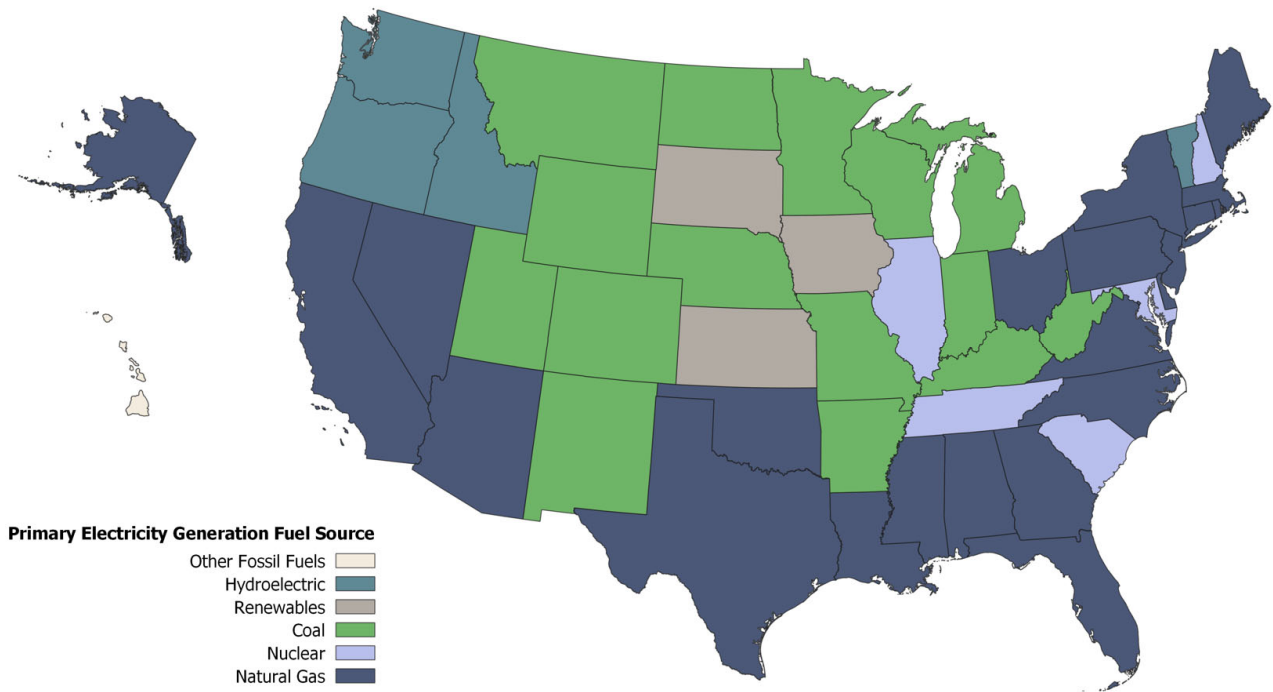 Primary Electricity Generation Fuel Source
Other Fossil Fuels
Hydroelectric
Renewables
Coal
Nuclear
Natural Gas